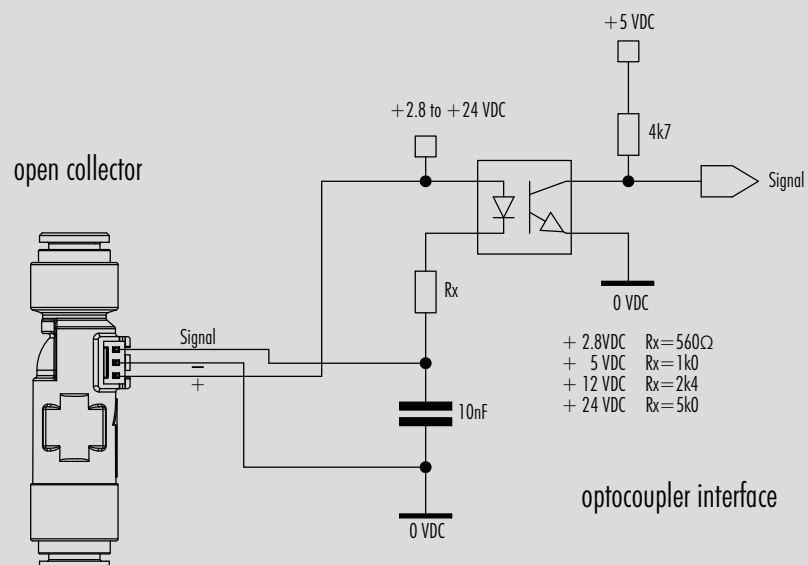 +5 VDC
+2.8 to +24 VDC
4k7
open collector
Signal
Rx
0 VDC
Signal
−
+
+ 2.8VDC Rx=560Ω
+ 5 VDC Rx=1k0
+ 12 VDC Rx=2k4
+ 24 VDC Rx=5k0
10nF
optocoupler interface
0 VDC